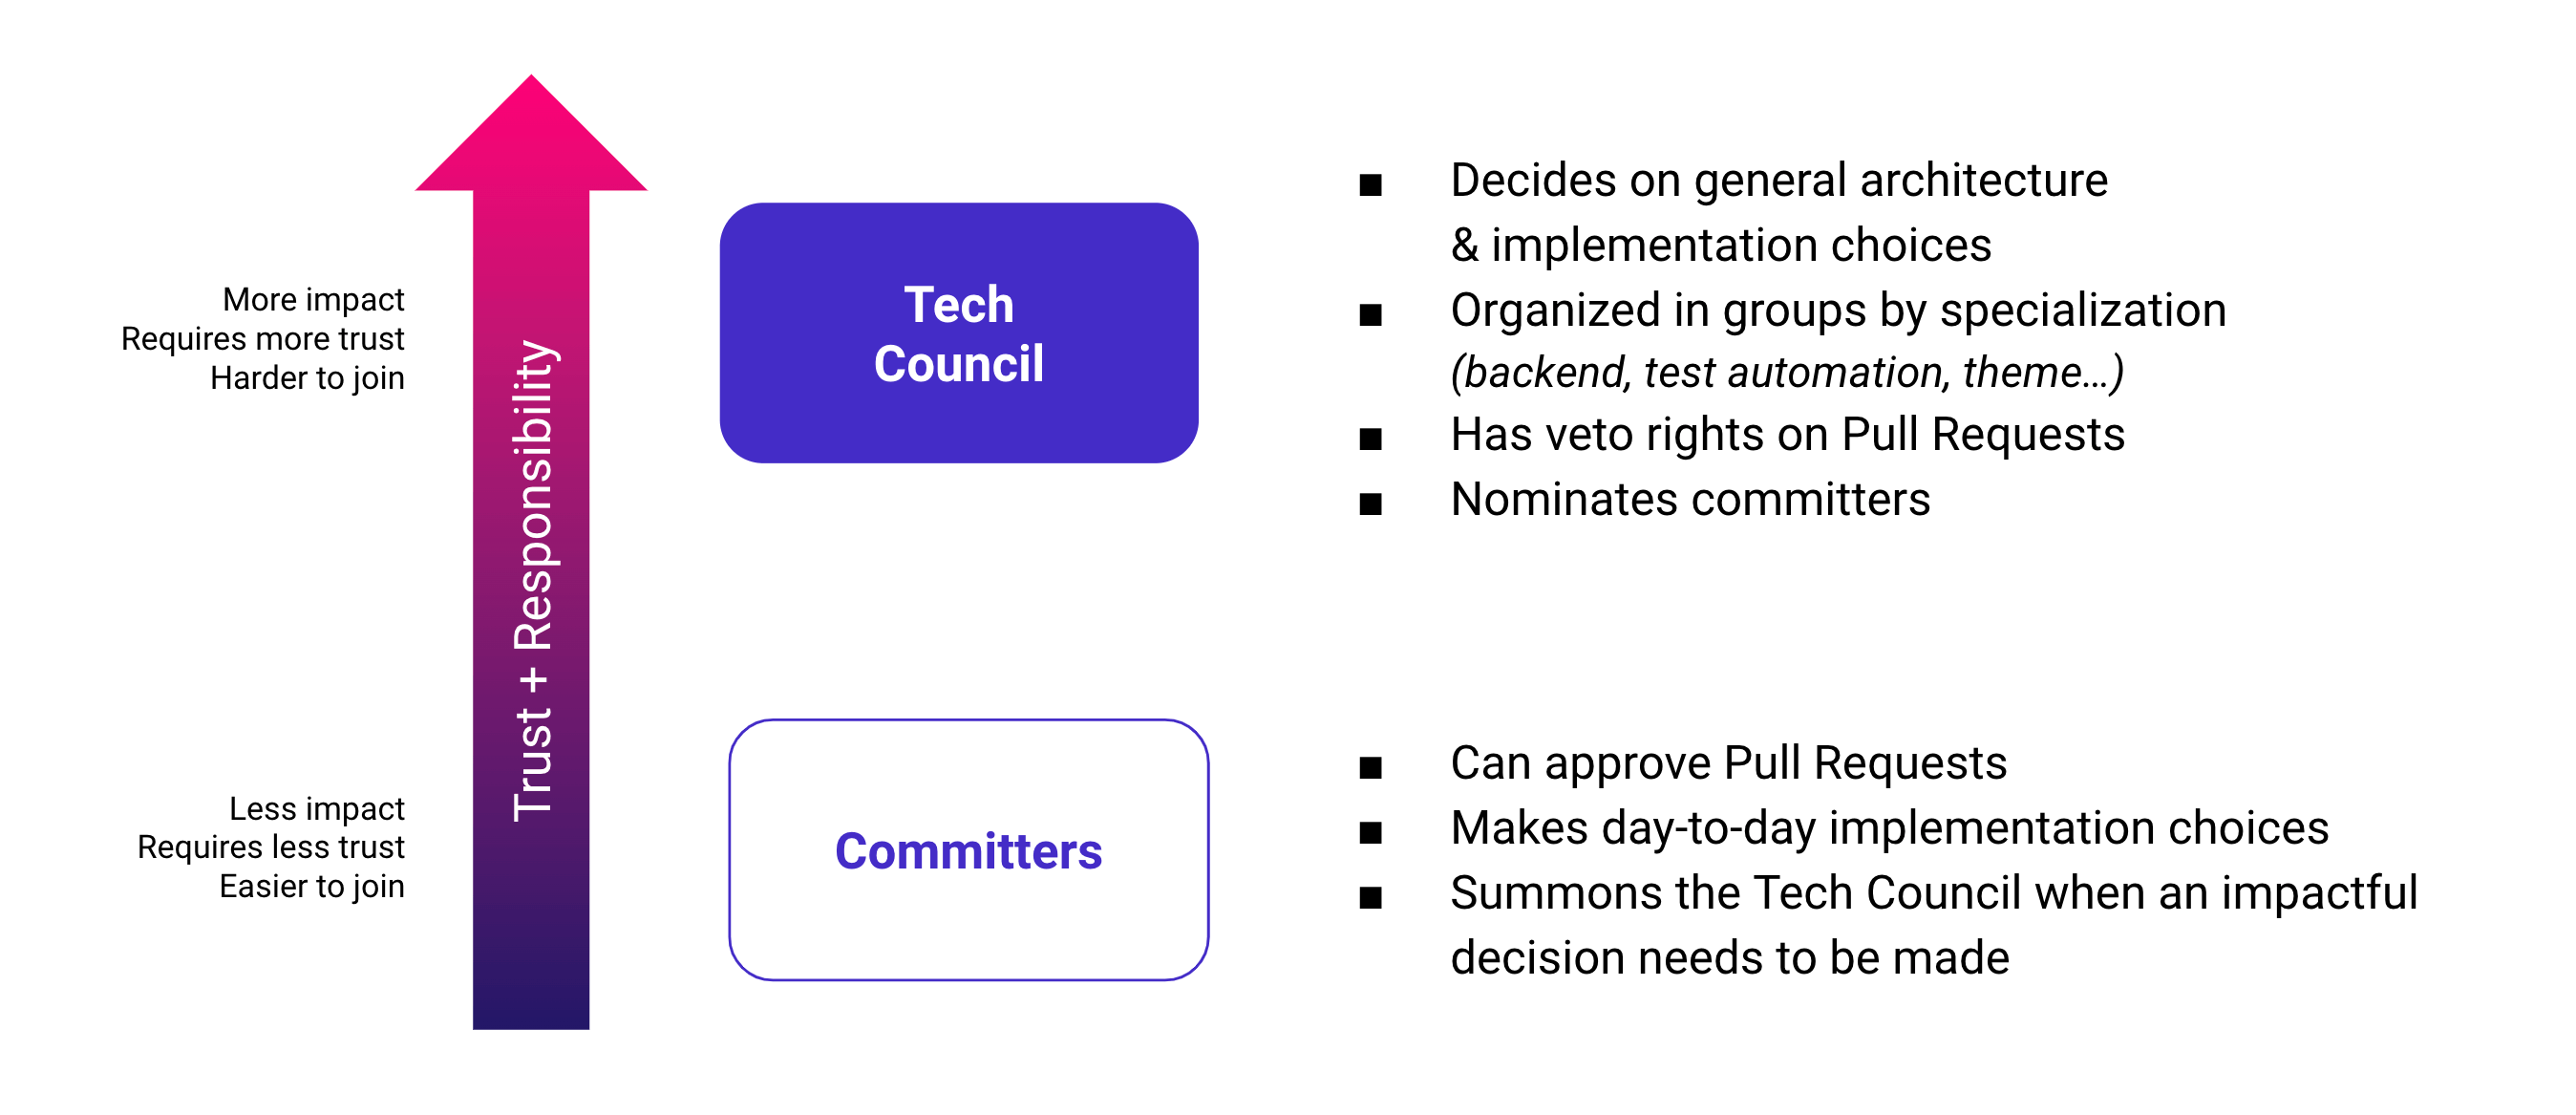 More impact
Requires more trust
Harder to join
Trust + Responsibility
Tech
Council
■ Decides on general architecture
& implementation choices
■ Organized in groups by specialization
(backend, test automation, theme…)
■ Has veto rights on Pull Requests
■ Nominates committers
Less impact
Requires less trust
Easier to join
Committers
■ Can approve Pull Requests
■ Makes day-to-day implementation choices
■ Summons the Tech Council when an impactful
decision needs to be made